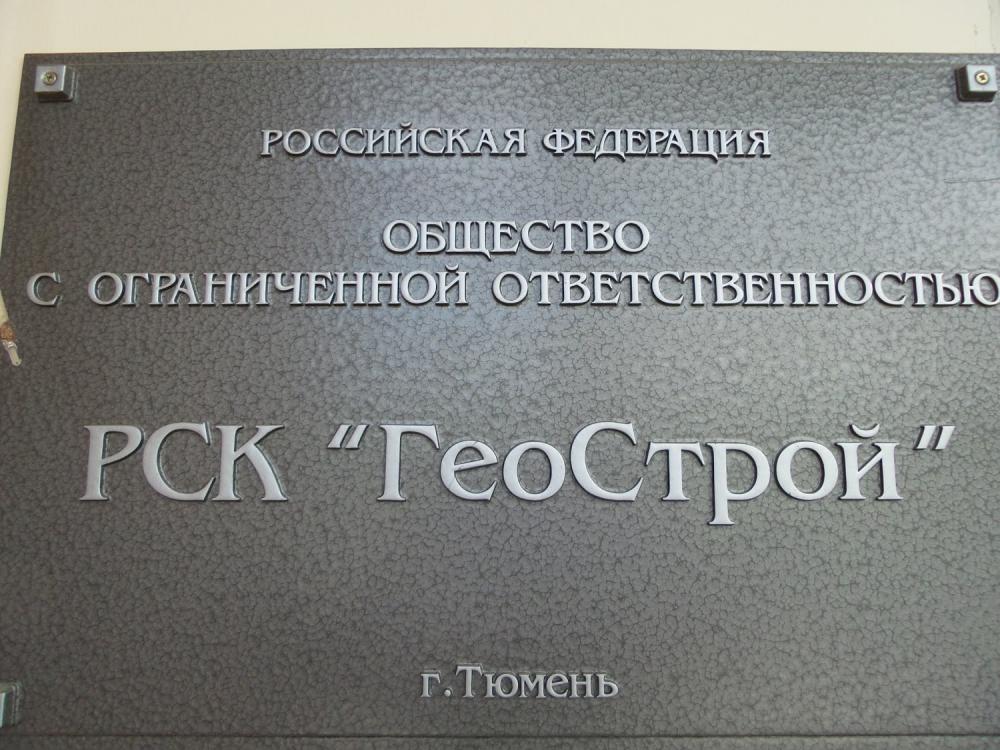 РОССИЙСКАЯ ФЕДЕРАЦИЯ
ОБЩЕСТВО
С ОГРАНИЧЕННОЙ ОТВЕТСТВЕННОСТЬЮ
РСК "ГеоСтрой"
г.Тюмень